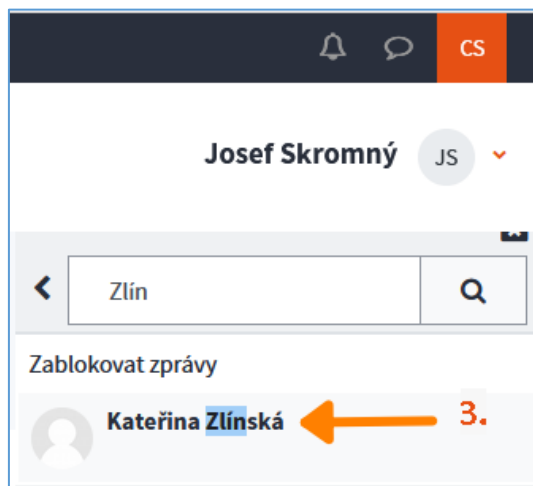 CS
Josef Skromný JS
Zlín
Zablokovat zprávy
Kateřina Zlínská 3.